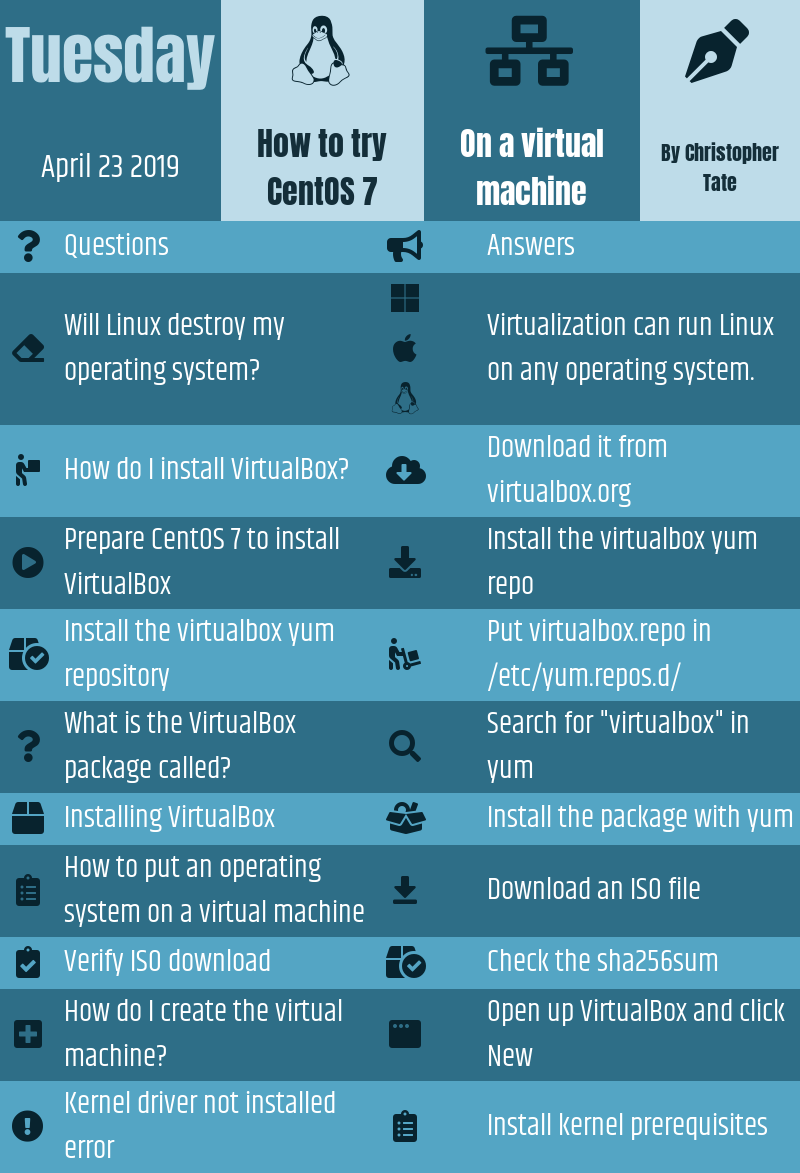 Tuesday
April 23 2019
How to try
CentOS 7
On a virtual
machine
By Christopher
Tate
Questions
Answers
Will Linux destroy my
operating system?
Virtualization can run Linux
on any operating system.
How do I install VirtualBox?
Download it from
virtualbox.org
Prepare CentOS 7 to install
VirtualBox
Install the virtualbox yum
repo
Install the virtualbox yum
repository
Put virtualbox.repo in
/etc/yum.repos.d/
What is the VirtualBox
package called?
Search for "virtualbox" in
yum
Installing VirtualBox
Install the package with yum
How to put an operating
system on a virtual machine
Download an ISO file
Verify ISO download
Check the sha256sum
How do I create the virtual
machine?
Open up VirtualBox and click
New
Kernel driver not installed
error
Install kernel prerequisites